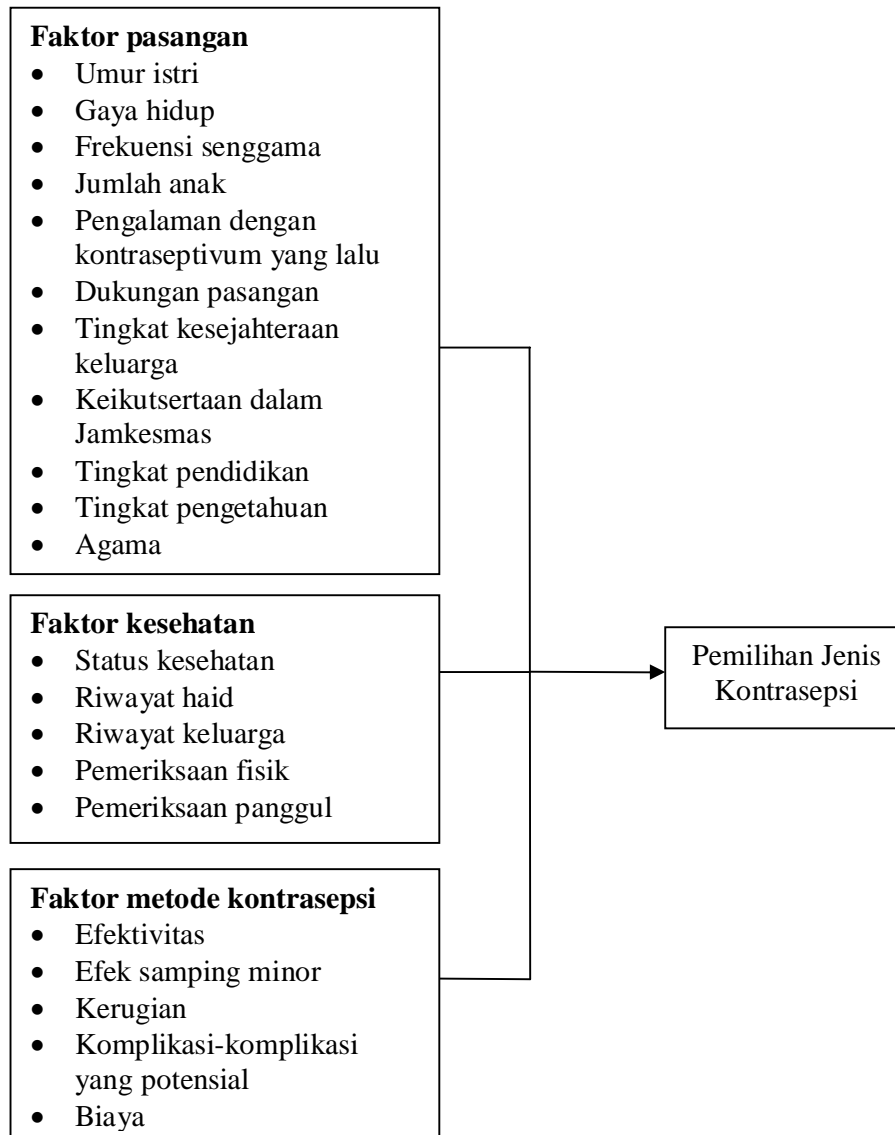 Faktor pasangan
• Umur istri
• Gaya hidup
• Frekuensi senggama
• Jumlah anak
• Pengalaman dengan
kontraseptivum yang lalu
• Dukungan pasangan
• Tingkat kesejahteraan
keluarga
• Keikutsertaan dalam
Jamkesmas
• Tingkat pendidikan
• Tingkat pengetahuan
• Agama
Faktor kesehatan
• Status kesehatan
• Riwayat haid
• Riwayat keluarga
• Pemeriksaan fisik
• Pemeriksaan panggul
Faktor metode kontrasepsi
• Efektivitas
• Efek samping minor
• Kerugian
• Komplikasi-komplikasi
yang potensial
• Biaya
Pemilihan Jenis
Kontrasepsi